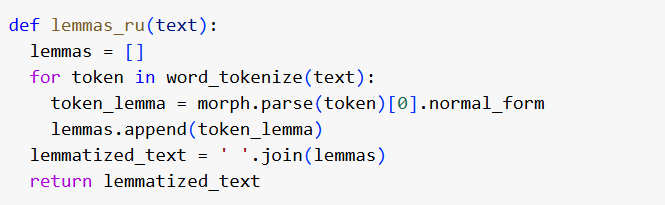 def lemmas_ru(text):
  lemmas = []
  for token in word_tokenize(text):
    token_lemma = morph.parse(token)[0].normal_form
    lemmas.append(token_lemma)
  lemmatized_text = ' '.join(lemmas)
  return lemmatized_text